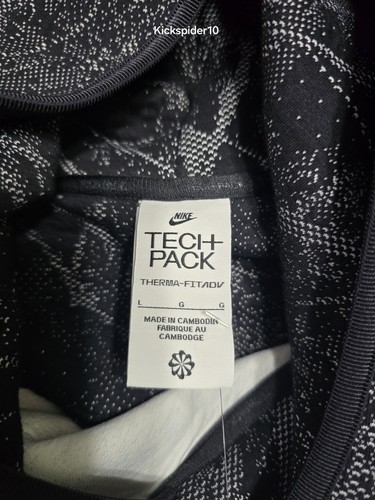 Kickspider10
NIKE
TECH
PACK
THERMA-FIT ADV
L G G
MADE IN CAMBODIA
FABRIQUE AU
CAMBODGE